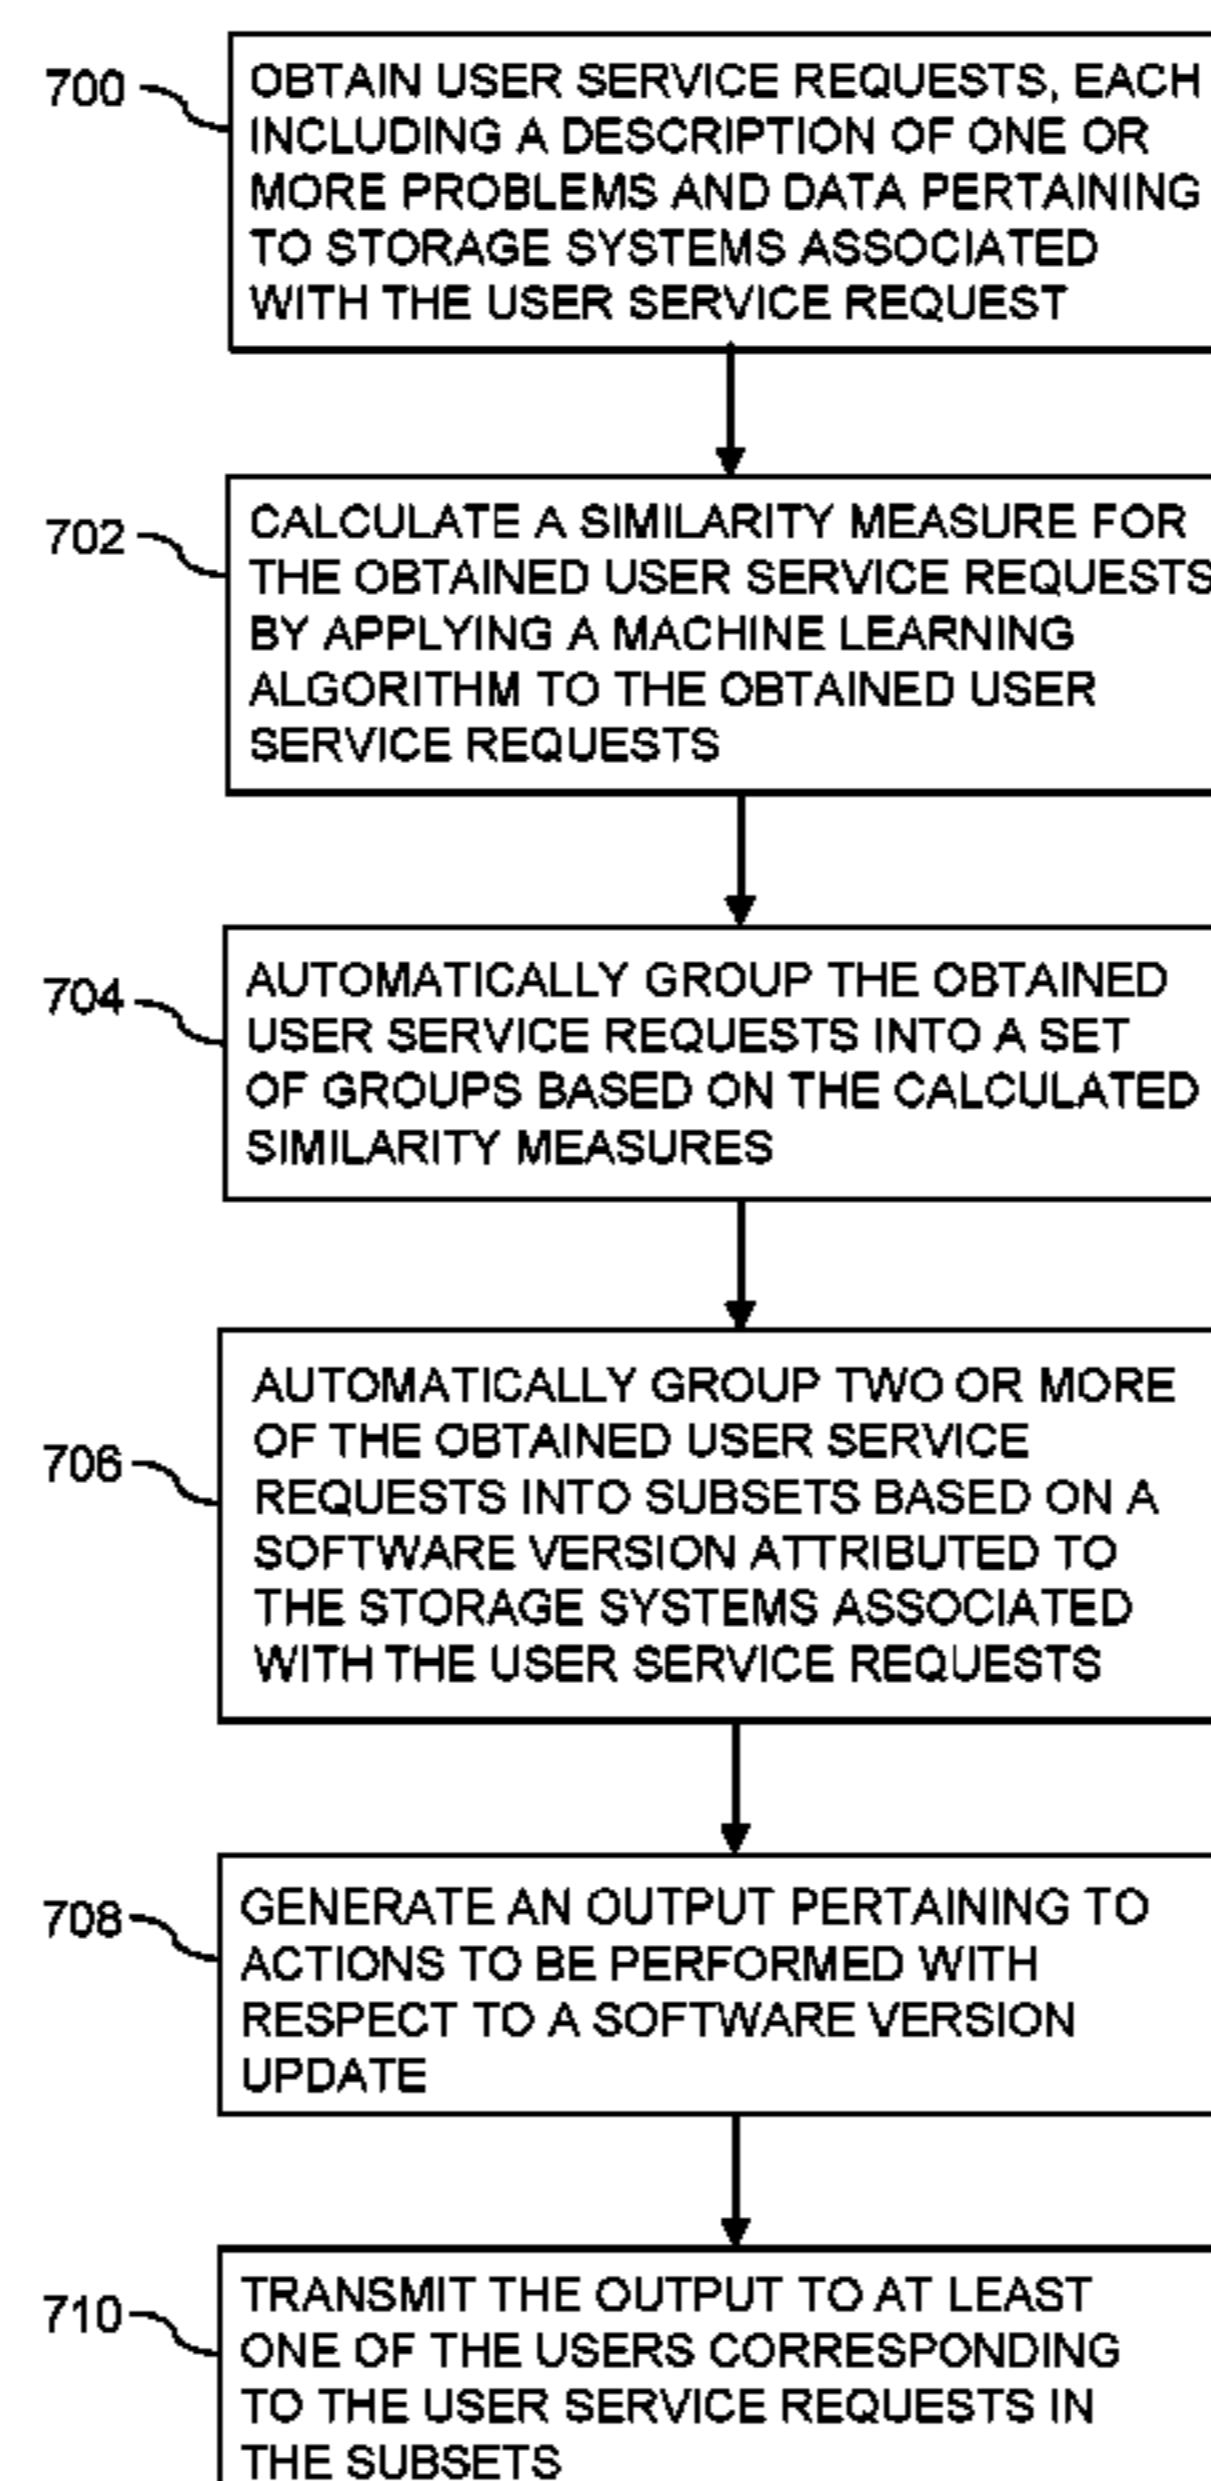 700
OBTAIN USER SERVICE REQUESTS, EACH
INCLUDING A DESCRIPTION OF ONE OR
MORE PROBLEMS AND DATA PERTAINING
TO STORAGE SYSTEMS ASSOCIATED
WITH THE USER SERVICE REQUEST
702
CALCULATE A SIMILARITY MEASURE FOR
THE OBTAINED USER SERVICE REQUESTS
BY APPLYING A MACHINE LEARNING
ALGORITHM TO THE OBTAINED USER
SERVICE REQUESTS
704
AUTOMATICALLY GROUP THE OBTAINED
USER SERVICE REQUESTS INTO A SET
OF GROUPS BASED ON THE CALCULATED
SIMILARITY MEASURES
706
AUTOMATICALLY GROUP TWO OR MORE
OF THE OBTAINED USER SERVICE
REQUESTS INTO SUBSETS BASED ON A
SOFTWARE VERSION ATTRIBUTED TO
THE STORAGE SYSTEMS ASSOCIATED
WITH THE USER SERVICE REQUESTS
708
GENERATE AN OUTPUT PERTAINING TO
ACTIONS TO BE PERFORMED WITH
RESPECT TO A SOFTWARE VERSION
UPDATE
710
TRANSMIT THE OUTPUT TO AT LEAST
ONE OF THE USERS CORRESPONDING
TO THE USER SERVICE REQUESTS IN
THE SUBSETS